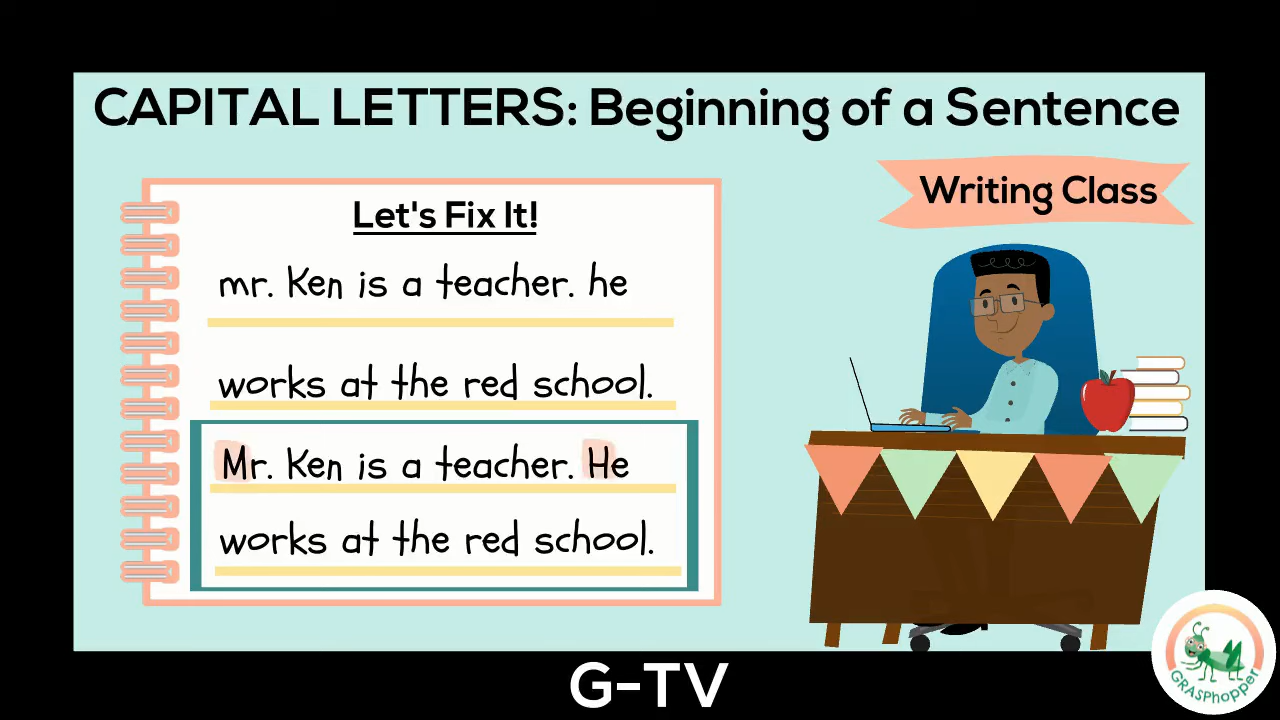 CAPITAL LETTERS: Beginning of a Sentence
Writing Class
Let's Fix It!
mr. Ken is a teacher. he
works at the red school.
Mr. Ken is a teacher. He
works at the red school.
G-TV
GRASPhopper